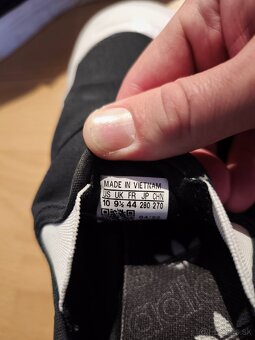 MADE IN VIETNAM
US UK FR JP CHN
10 9½ 44 280 270